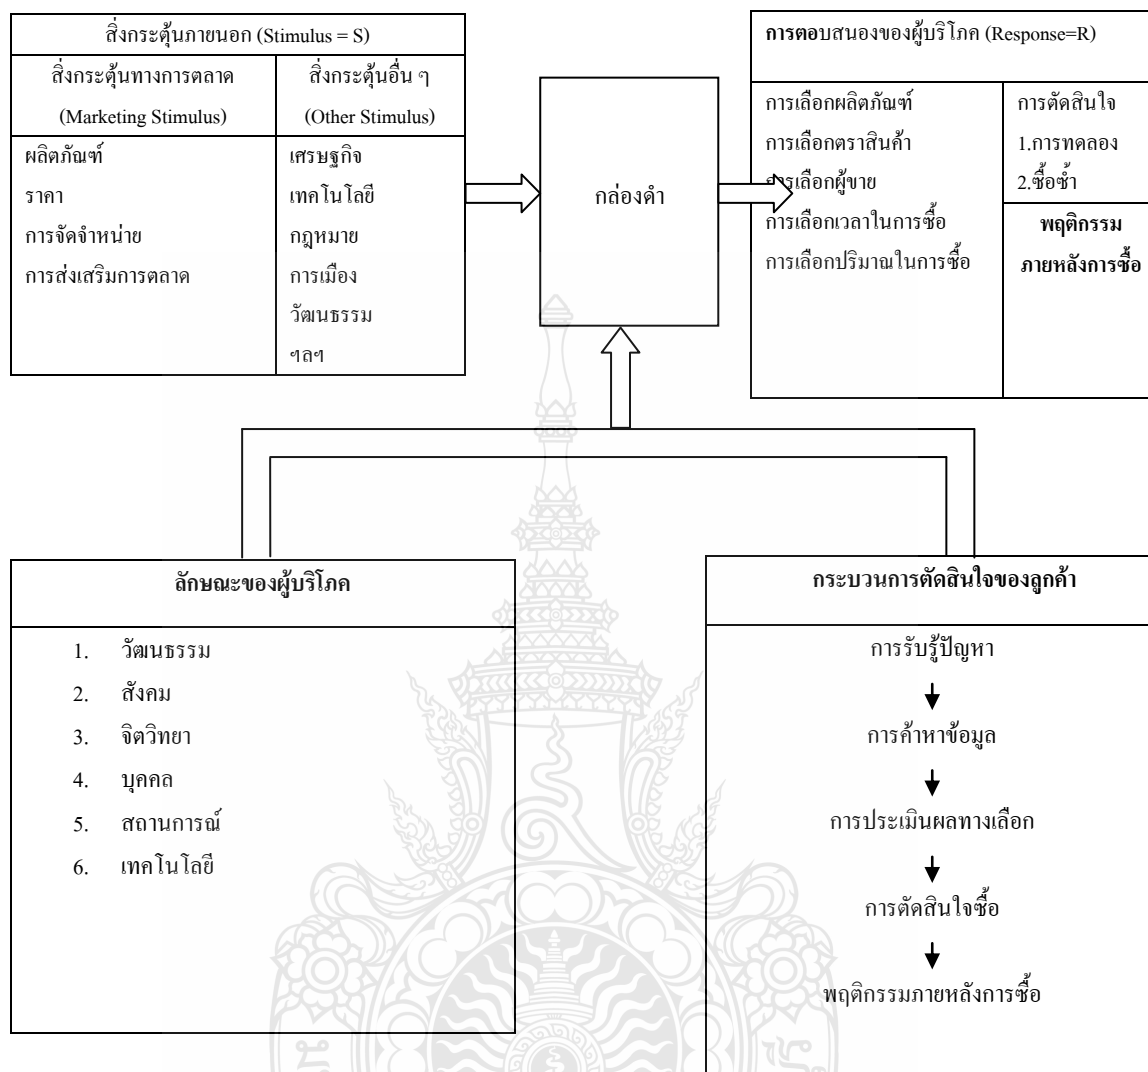 สิ่งกระตุ้นภายนอก (Stimulus = S)
สิ่งกระตุ้นทางการตลาด
(Marketing Stimulus)
สิ่งกระตุ้นอื่น ๆ
(Other Stimulus)
ผลิตภัณฑ์
ราคา
การจัดจำหน่าย
การส่งเสริมการตลาด
เศรษฐกิจ
เทคโนโลยี
กฎหมาย
การเมือง
วัฒนธรรม
ฯลฯ
กล่องดำ
การตอบสนองของผู้บริโภค (Response=R)
การเลือกผลิตภัณฑ์
การเลือกตราสินค้า
การเลือกผู้ขาย
การเลือกเวลาในการซื้อ
การเลือกปริมาณในการซื้อ
การตัดสินใจ
1.การทดลอง
2.ซื้อซ้ำ
พฤติกรรม
ภายหลังการซื้อ
ลักษณะของผู้บริโภค
1. วัฒนธรรม
2. สังคม
3. จิตวิทยา
4. บุคคล
5. สถานการณ์
6. เทคโนโลยี
กระบวนการตัดสินใจของลูกค้า
การรับรู้ปัญหา
การค้าหาข้อมูล
การประเมินผลทางเลือก
การตัดสินใจซื้อ
พฤติกรรมภายหลังการซื้อ